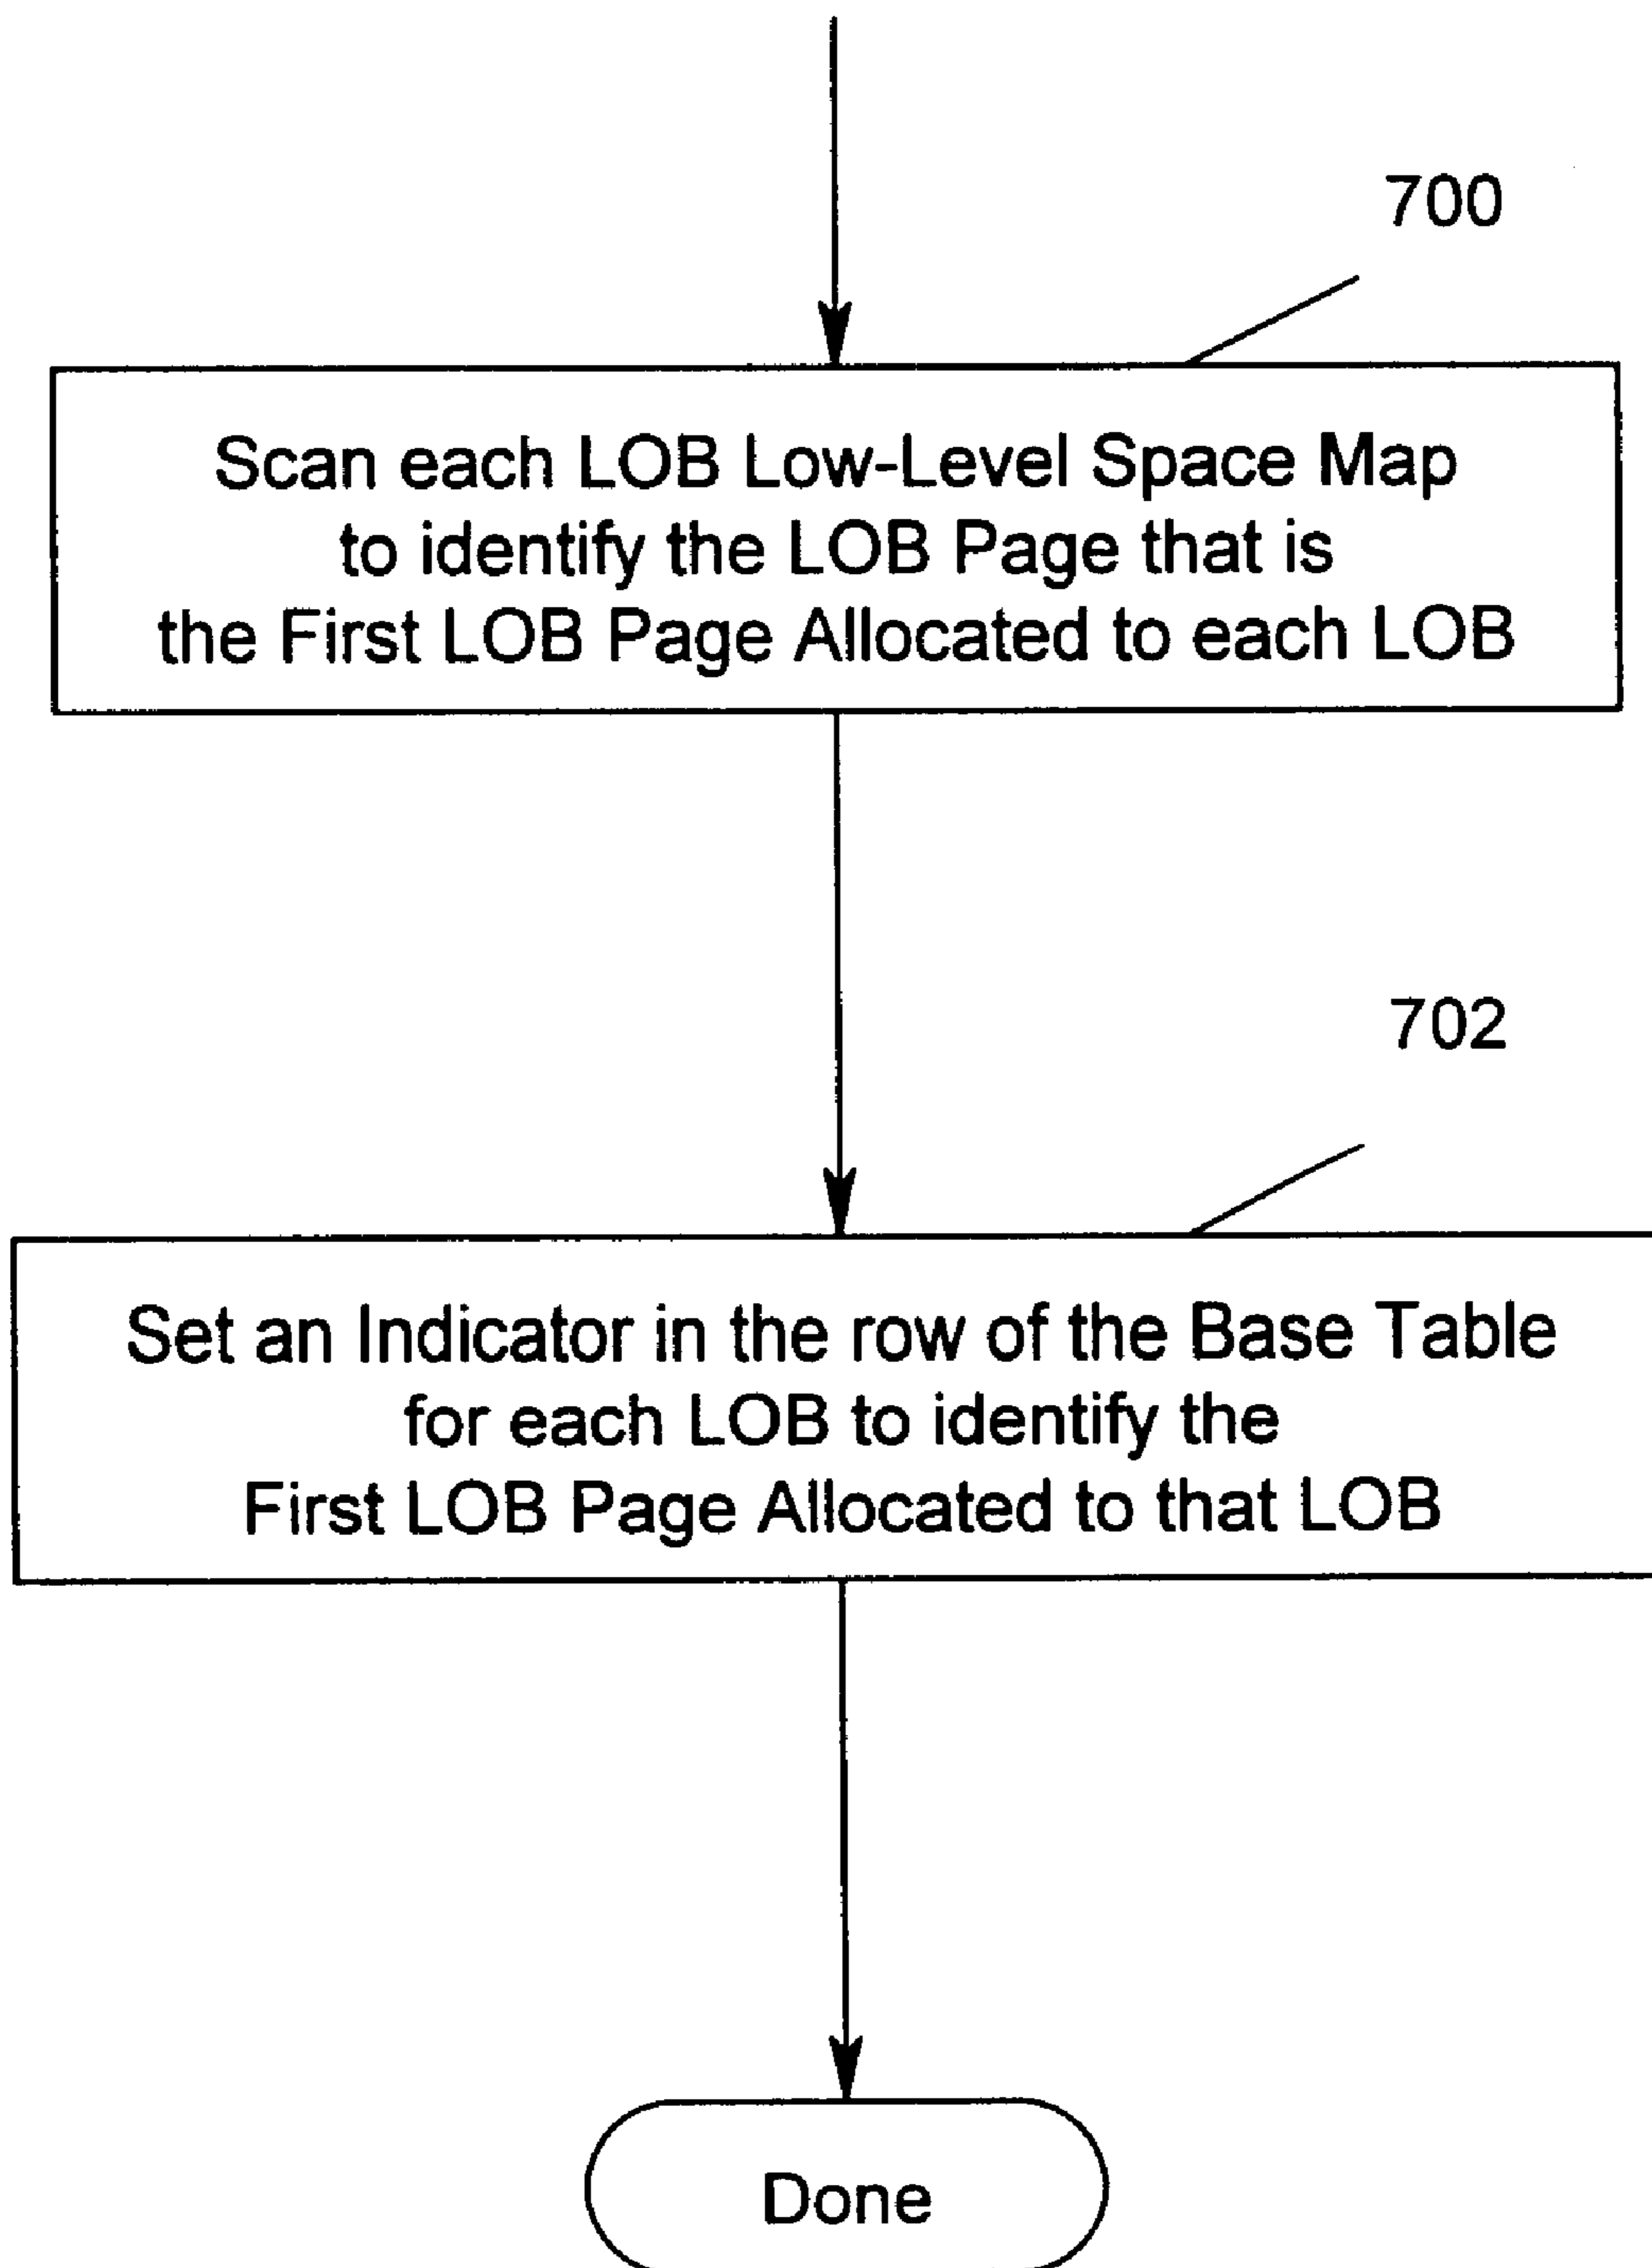 700
Scan each LOB Low-Level Space Map
to identify the LOB Page that is
the First LOB Page Allocated to each LOB
702
Set an Indicator in the row of the Base Table
for each LOB to identify the
First LOB Page Allocated to that LOB
Done